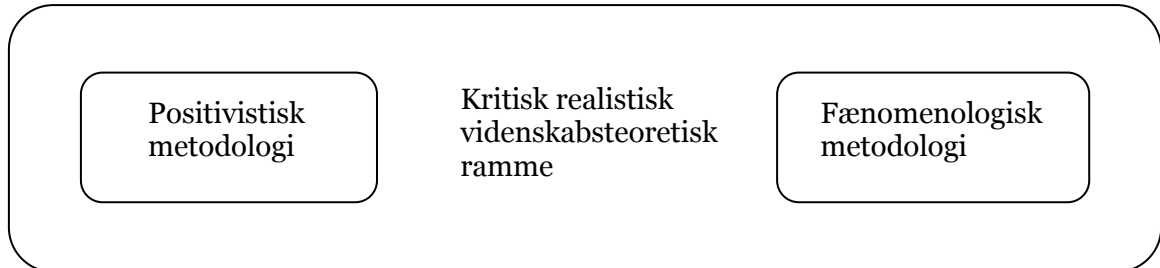 Positivistisk
metodologi
Kritisk realistisk
videnskabsteoretisk
ramme
Fænomenologisk
metodologi